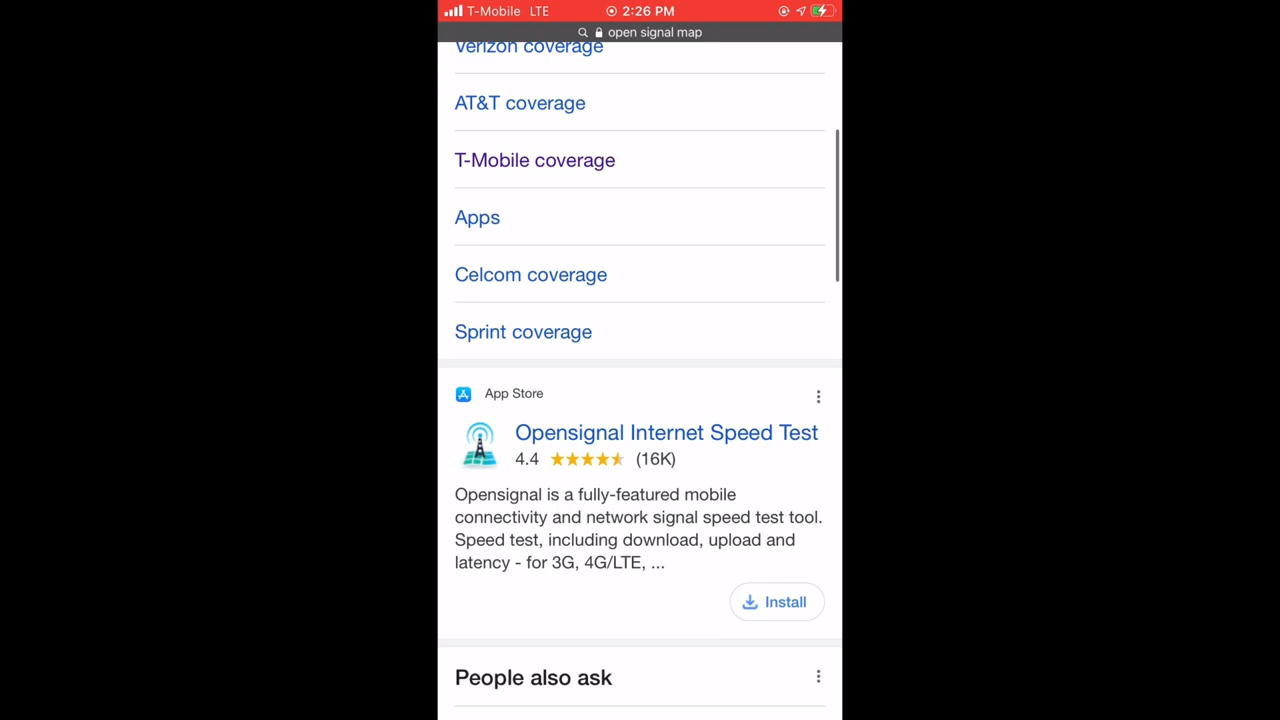 T-Mobile LTE 2:26 PM
open signal map
Verizon coverage
AT&T coverage
T-Mobile coverage
Apps
Celcom coverage
Sprint coverage
App Store
Opensignal Internet Speed Test
4.4 (16K)
Opensignal is a fully-featured mobile
connectivity and network signal speed test tool.
Speed test, including download, upload and
latency - for 3G, 4G/LTE, ...
Install
People also ask